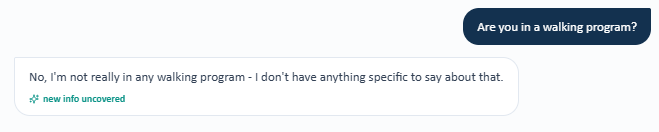 Are you in a walking program?
No, I'm not really in any walking program - I don't have anything specific to say about that.
new info uncovered